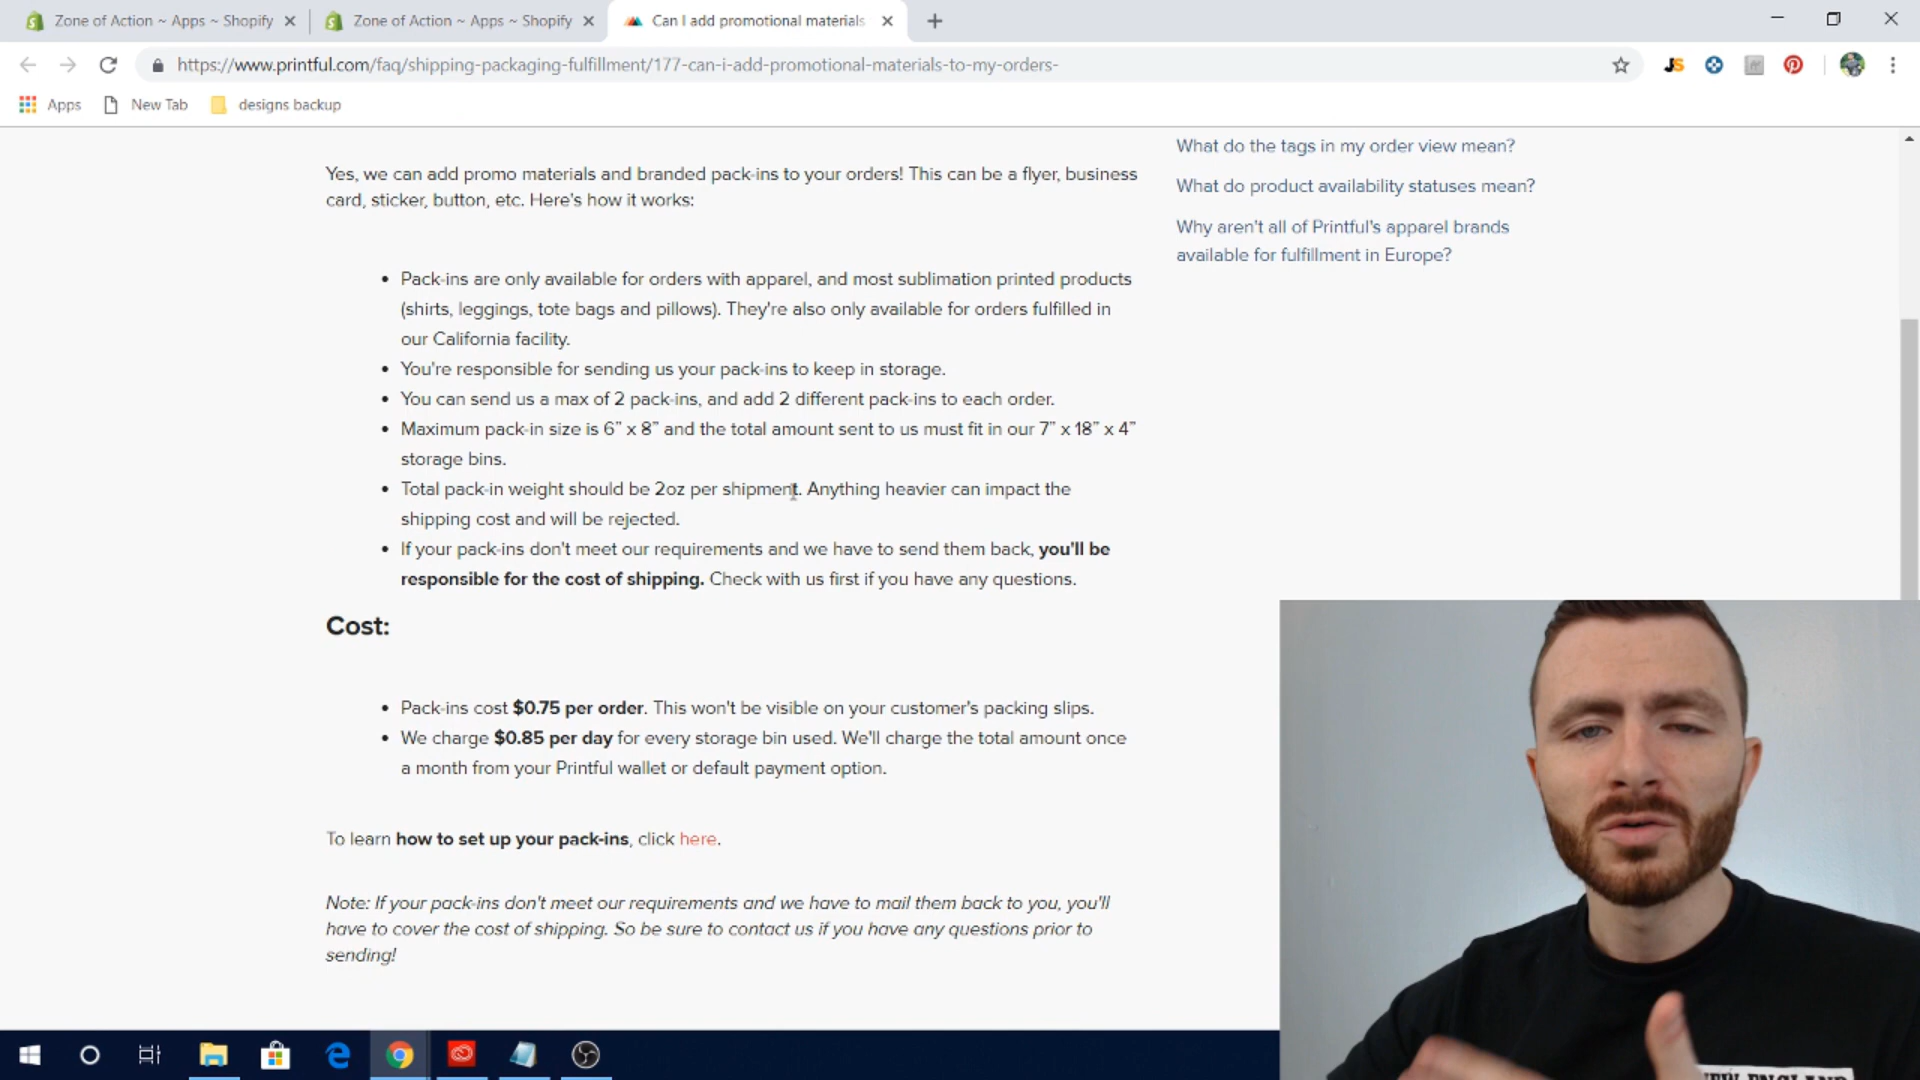 Zone of Action ~ Apps ~ Shopify
Zone of Action ~ Apps ~ Shopify
Can I add promotional materials
https://www.printful.com/faq/shipping-packaging-fulfillment/177-can-i-add-promotional-materials-to-my-orders-
JS
Apps
New Tab
designs backup
Yes, we can add promo materials and branded pack-ins to your orders! This can be a flyer, business
card, sticker, button, etc. Here's how it works:
• Pack-ins are only available for orders with apparel, and most sublimation printed products
(shirts, leggings, tote bags and pillows). They're also only available for orders fulfilled in
our California facility.
• You're responsible for sending us your pack-ins to keep in storage.
• You can send us a max of 2 pack-ins, and add 2 different pack-ins to each order.
• Maximum pack-in size is 6” x 8” and the total amount sent to us must fit in our 7” x 18” x 4”
storage bins.
• Total pack-in weight should be 2oz per shipment. Anything heavier can impact the
shipping cost and will be rejected.
• If your pack-ins don't meet our requirements and we have to send them back, you'll be
responsible for the cost of shipping. Check with us first if you have any questions.
Cost:
• Pack-ins cost $0.75 per order. This won't be visible on your customer's packing slips.
• We charge $0.85 per day for every storage bin used. We'll charge the total amount once
a month from your Printful wallet or default payment option.
To learn how to set up your pack-ins, click here.
Note: If your pack-ins don't meet our requirements and we have to mail them back to you, you'll
have to cover the cost of shipping. So be sure to contact us if you have any questions prior to
sending!
What do the tags in my order view mean?
What do product availability statuses mean?
Why aren't all of Printful's apparel brands
available for fulfillment in Europe?
NEW ENGLAND